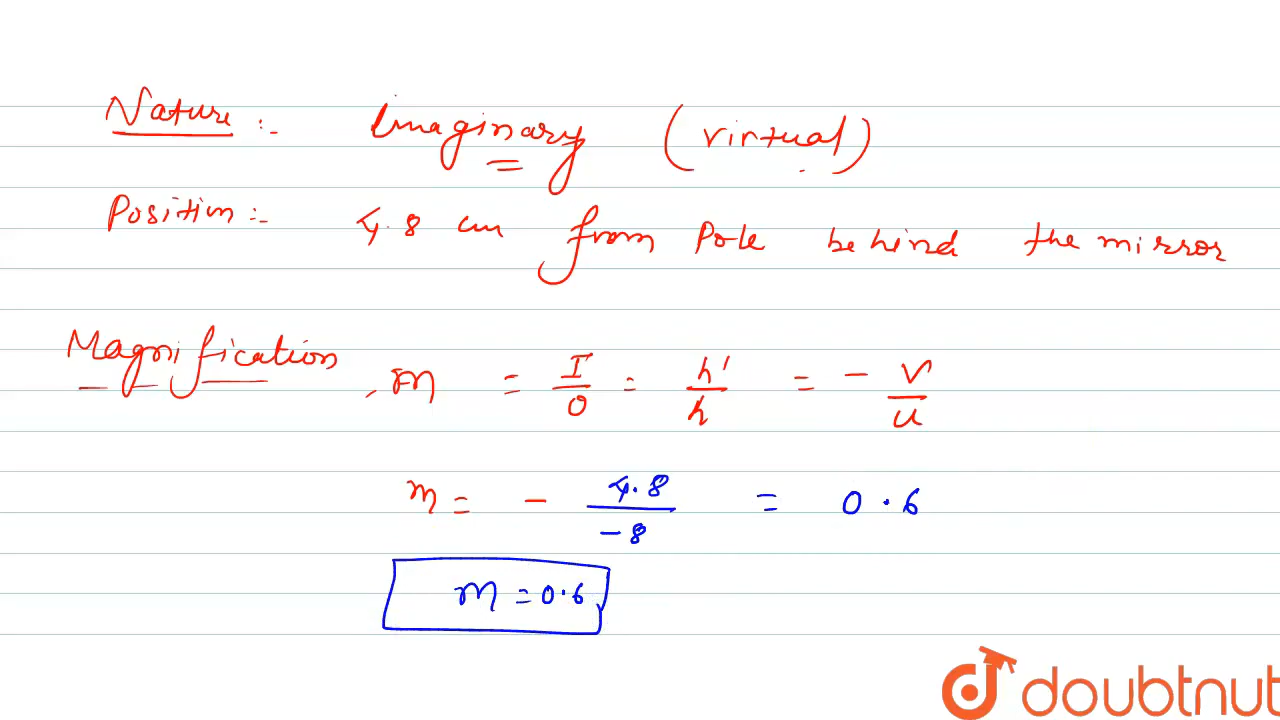 Nature :- Imaginary (virtual)
Position :- 4.8 cm from Pole behind the mirror
Magnification, m = I/O = h'/h = - v/u
m = - 4.8/-8 = 0.6
m = 0.6
doubtnut